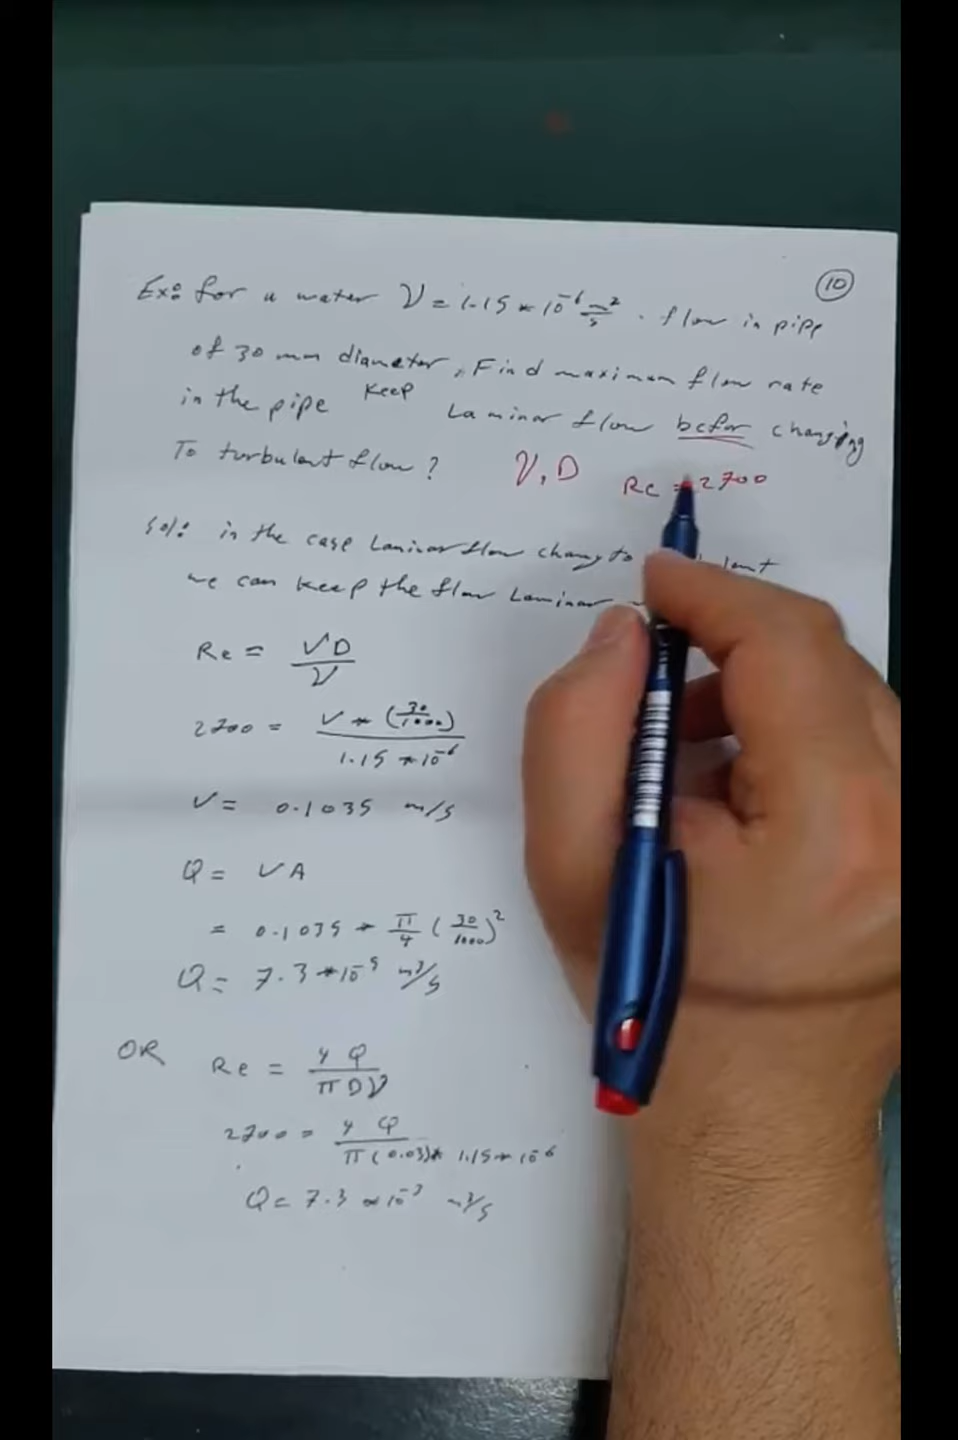 10
Ex: for a water ν = 1.15 * 10^-6 m²/s . flow in pipe
of 30 mm diameter, Find maximum flow rate
in the pipe keep Laminar flow befor changing
To turbulent flow?
ν, D Re = 2700
Sol: in the case Laminar flow chang to
we can keep the flow Laminar
Re = VD/ν
2700 = V * (30/1000) / 1.15 * 10^-6
V = 0.1035 m/s
Q = VA
= 0.1035 * π/4 (30/1000)²
Q = 7.3 * 10^-5 m³/s
OR Re = 4Q/πDν
2700 = 4Q / π(0.03) * 1.15 * 10^-6
Q = 7.3 * 10 m³/s